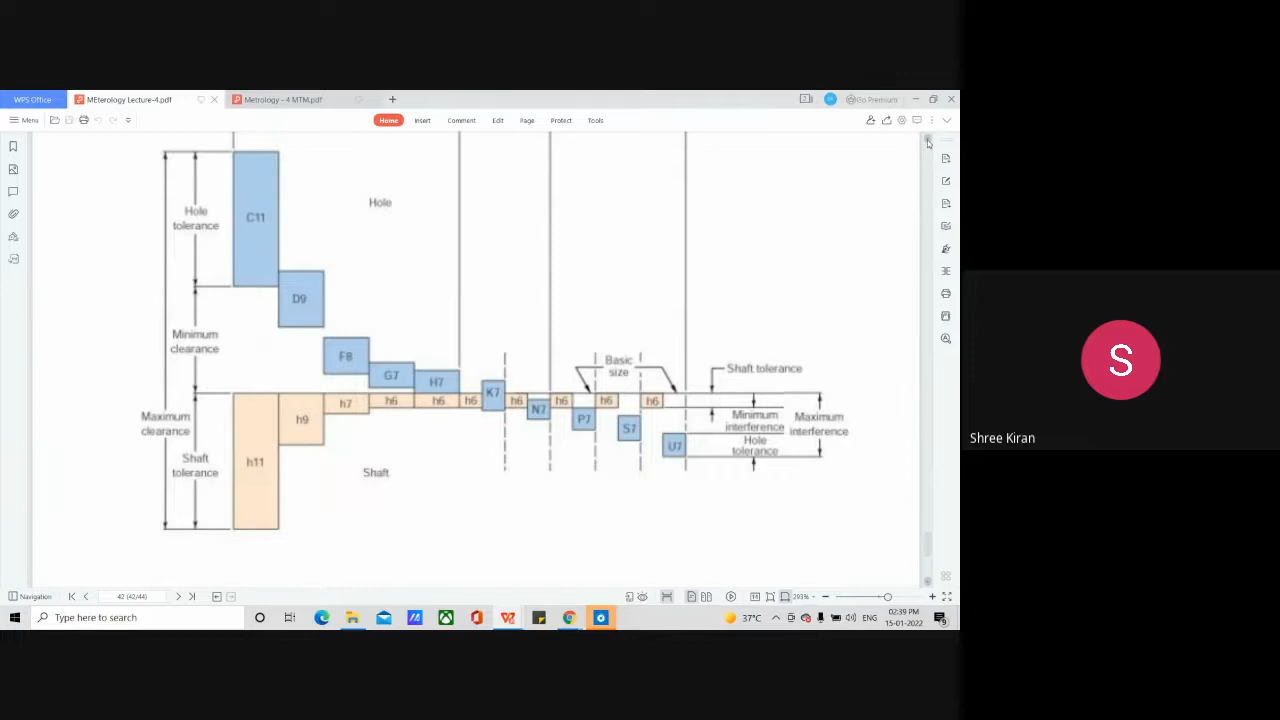 WPS Office
MEterology Lecture-4.pdf
Metrology - 4 MTM.pdf
Go Premium
Menu
Home
Insert
Comment
Edit
Page
Protect
Tools
Hole
tolerance
C11
Hole
D9
Minimum
clearance
F8
G7
H7
K7
N7
P7
S7
U7
Basic
size
Shaft tolerance
h9
h7
h6
h6
h6
h6
h6
h6
h6
Minimum
interference
Maximum
interference
Hole
tolerance
Maximum
clearance
Shaft
tolerance
h11
Shaft
Shree Kiran
S
Navigation
42 (42/44)
293%
Type here to search
37°C
ENG
02:39 PM
15-01-2022